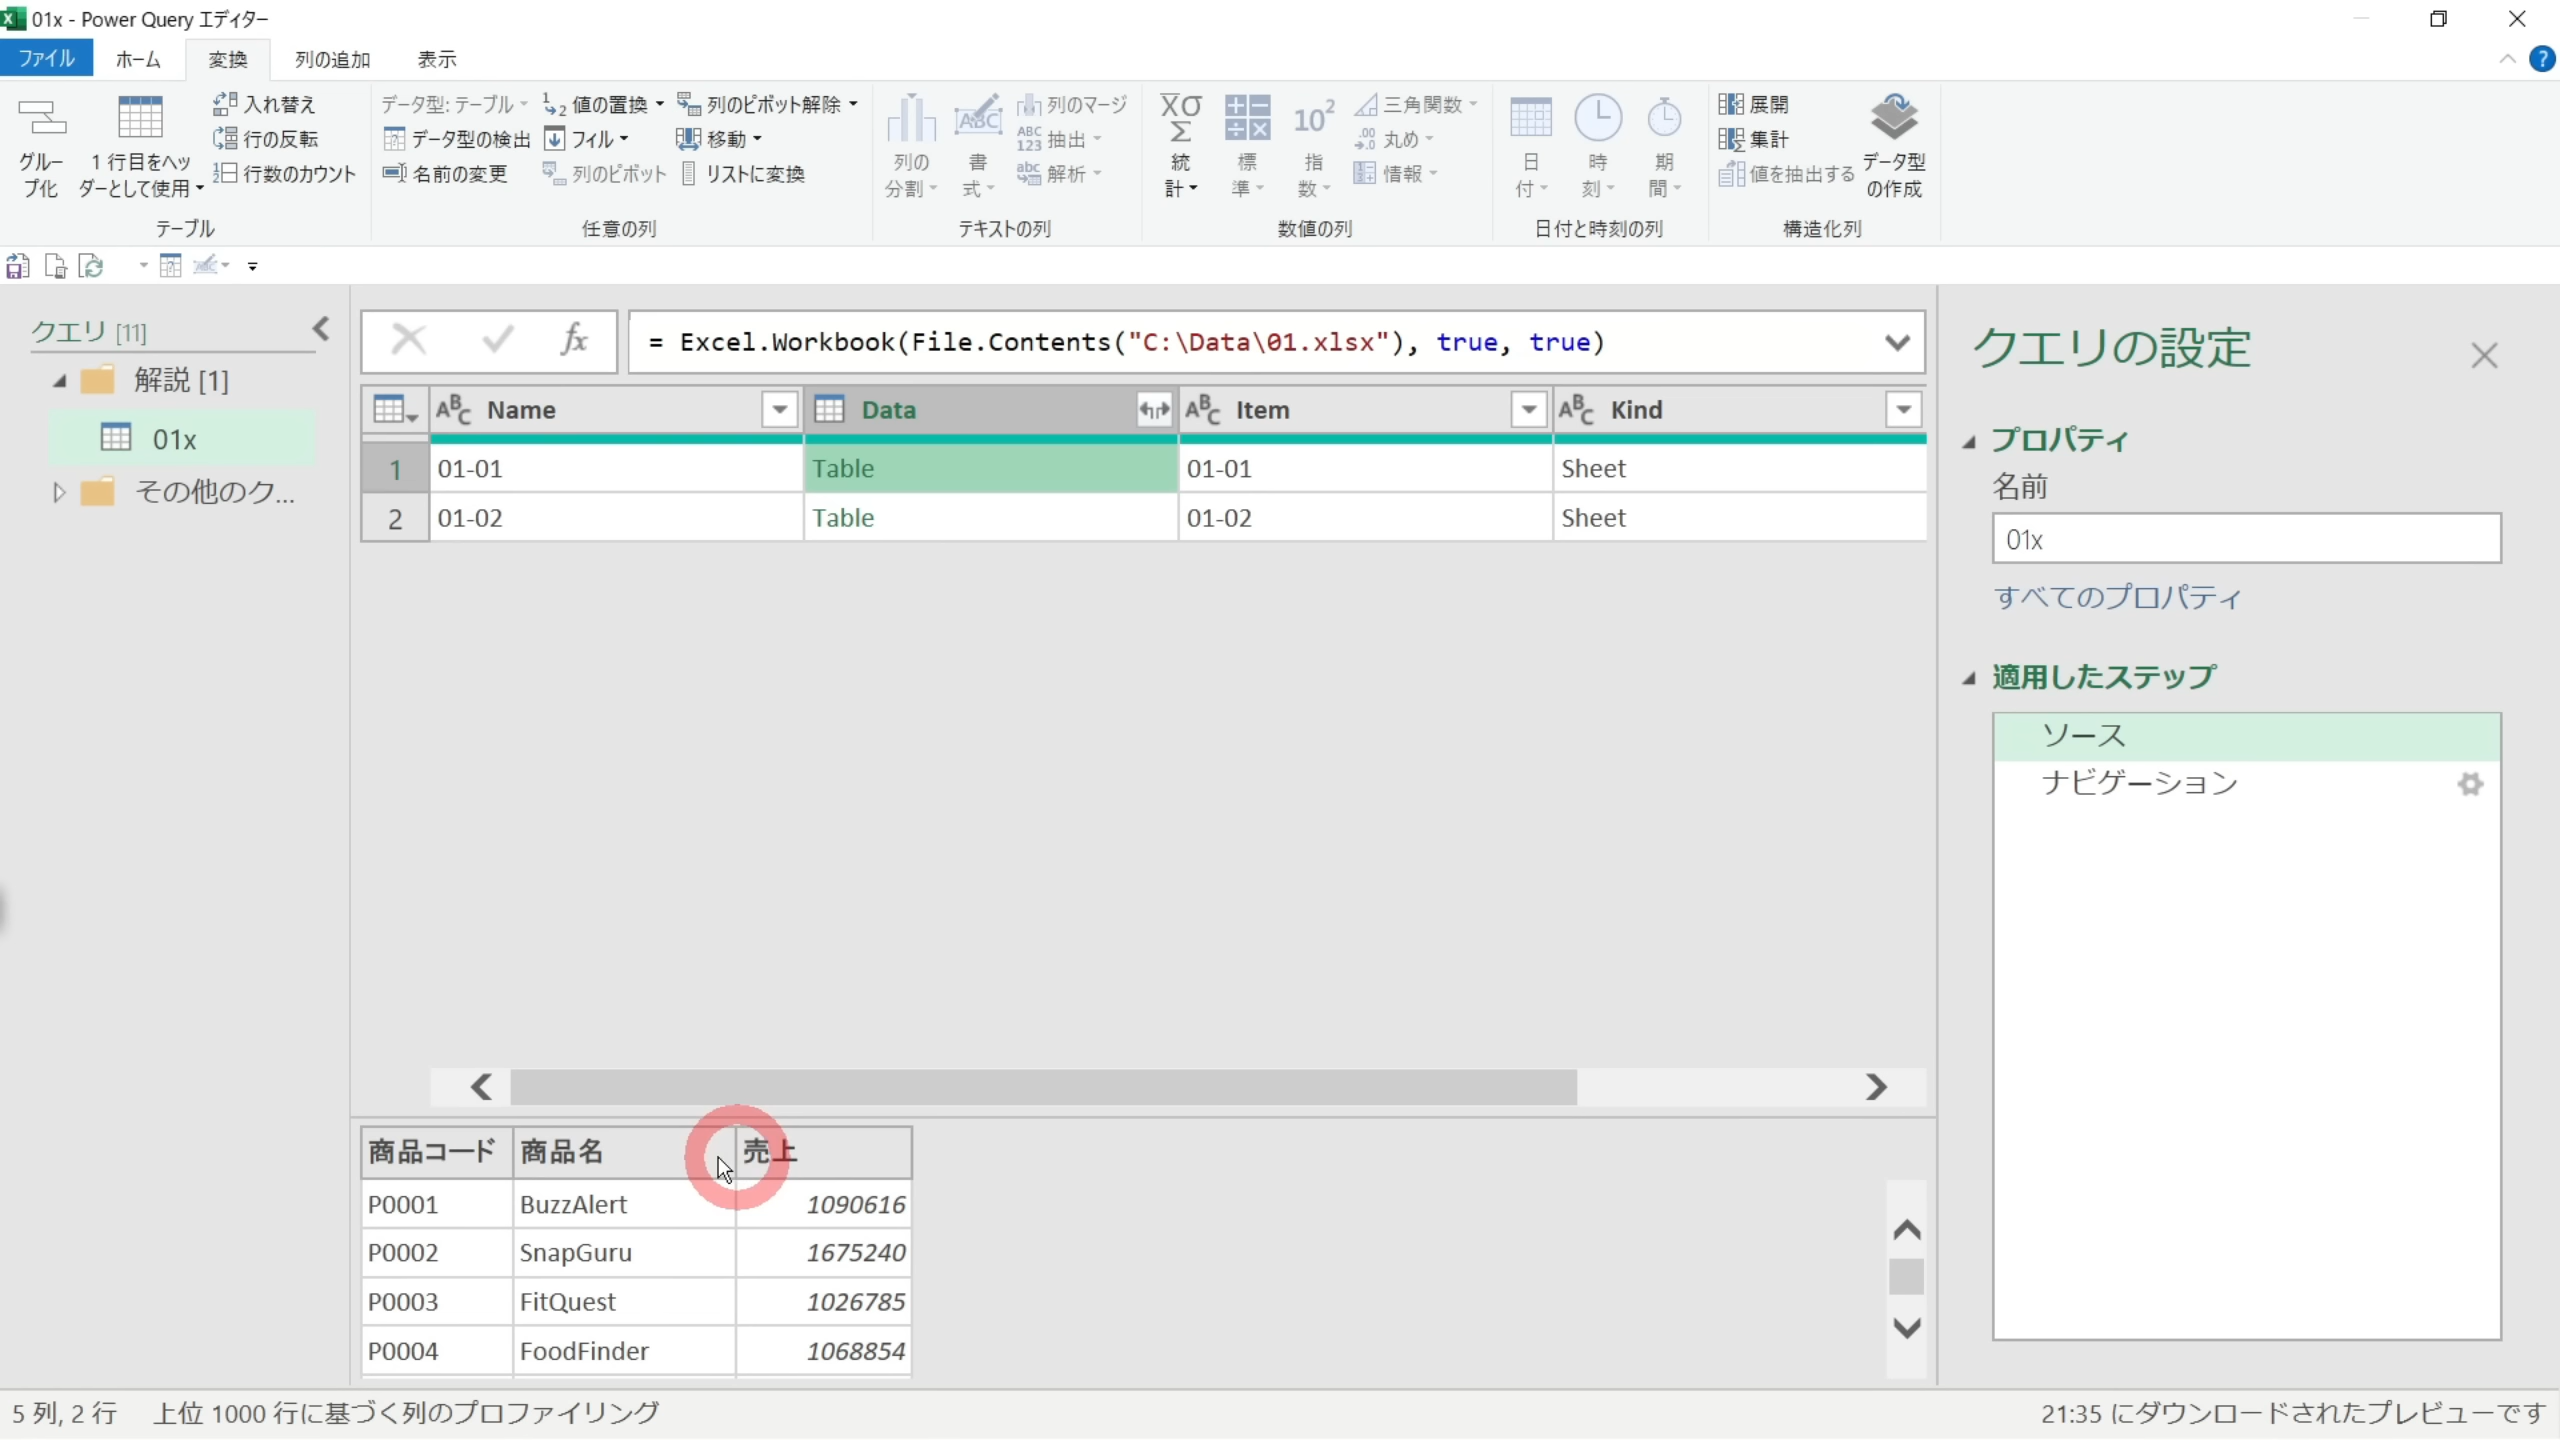 01x - Power Query エディター
ファイル ホーム 変換 列の追加 表示
グルー
プ化
1 行目をヘッ
ダーとして使用
入れ替え
行の反転
行数のカウント
テーブル
データ型: テーブル
データ型の検出
名前の変更
値の置換
フィル
列のピボット
列のピボット解除
移動
リストに変換
任意の列
列の
分割
書
式
列のマージ
抽出
解析
テキストの列
統
計
標
準
指
数
三角関数
丸め
情報
数値の列
日
付
時
刻
期
間
日付と時刻の列
展開
集計
値を抽出する
データ型
の作成
構造化列
クエリ [11]
解説 [1]
01x
その他のク...
= Excel.Workbook(File.Contents("C:\Data\01.xlsx"), true, true)
Name Data Item Kind
1 01-01 Table 01-01 Sheet
2 01-02 Table 01-02 Sheet
商品コード 商品名 売上
P0001 BuzzAlert 1090616
P0002 SnapGuru 1675240
P0003 FitQuest 1026785
P0004 FoodFinder 1068854
クエリの設定
プロパティ
名前
01x
すべてのプロパティ
適用したステップ
ソース
ナビゲーション
5 列, 2 行 上位 1000 行に基づく列のプロファイリング
21:35 にダウンロードされたプレビューです